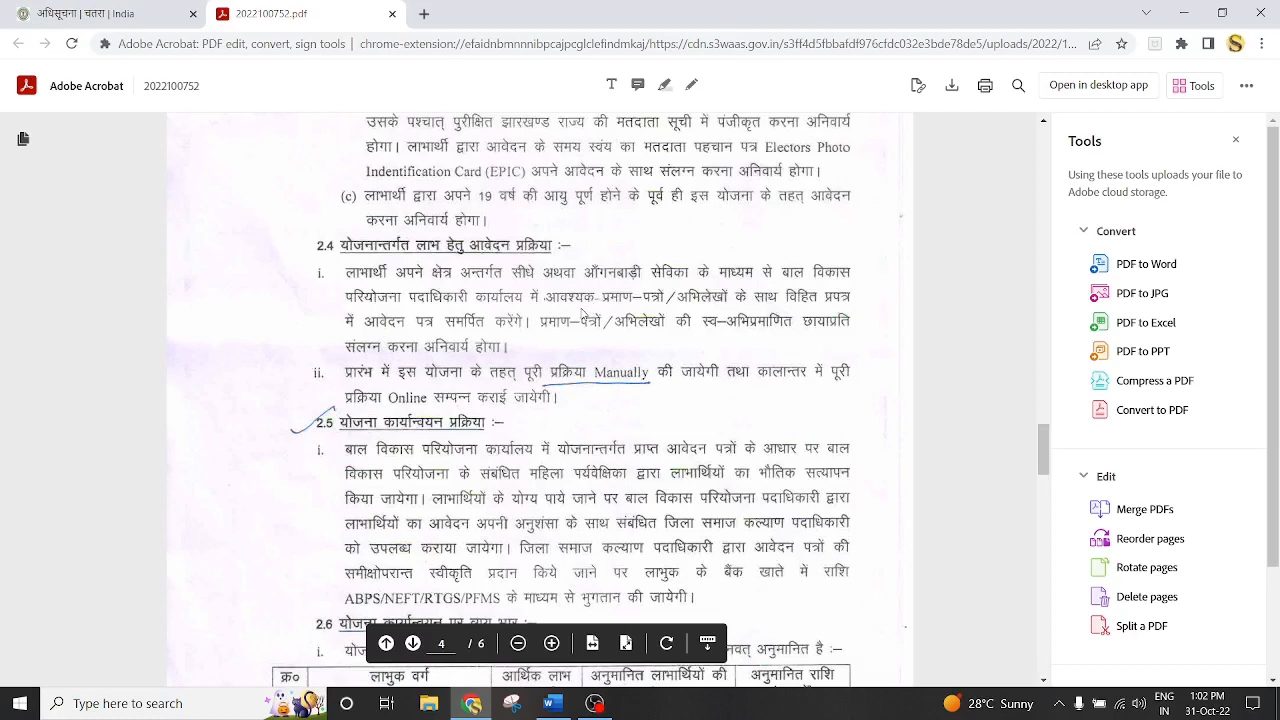 अधिसूचना | चतरा | India
2022100752.pdf
Adobe Acrobat: PDF edit, convert, sign tools | chrome-extension://efaidnbmnnnibpcajpcglclefindmkaj/https://cdn.s3waas.gov.in/s3ff4d5fbbafdf976cfdc032e3bde78de5/uploads/2022/1...
Adobe Acrobat
2022100752
Open in desktop app
Tools
उसके पश्चात् पुरीक्षित झारखण्ड राज्य की मतदाता सूची में पंजीकृत करना अनिवार्य
होगा। लाभार्थी द्वारा आवेदन के समय स्वंय का मतदाता पहचान पत्र Electors Photo
Indentification Card (EPIC) अपने आवेदन के साथ संलग्न करना अनिवार्य होगा।
(c) लाभार्थी द्वारा अपने 19 वर्ष की आयु पूर्ण होने के पूर्व ही इस योजना के तहत् आवेदन
करना अनिवार्य होगा।
2.4 योजनान्तर्गत लाभ हेतु आवेदन प्रक्रिया :–
i. लाभार्थी अपने क्षेत्र अन्तर्गत सीधे अथवा आँगनबाड़ी सेविका के माध्यम से बाल विकास
परियोजना पदाधिकारी कार्यालय में आवश्यक प्रमाण–पत्रों/अभिलेखों के साथ विहित प्रपत्र
में आवेदन पत्र समर्पित करेंगे। प्रमाण–पत्रों/अभिलेखों की स्व–अभिप्रमाणित छायाप्रति
संलग्न करना अनिवार्य होगा।
ii. प्रारंभ में इस योजना के तहत् पूरी प्रक्रिया Manually की जायेगी तथा कालान्तर में पूरी
प्रक्रिया Online सम्पन्न कराई जायेगी।
2.5 योजना कार्यान्वयन प्रक्रिया :–
i. बाल विकास परियोजना कार्यालय में योजनान्तर्गत प्राप्त आवेदन पत्रों के आधार पर बाल
विकास परियोजना के संबंधित महिला पर्यवेक्षिका द्वारा लाभार्थियों का भौतिक सत्यापन
किया जायेगा। लाभार्थियों के योग्य पाये जाने पर बाल विकास परियोजना पदाधिकारी द्वारा
लाभार्थियों का आवेदन अपनी अनुशंसा के साथ संबंधित जिला समाज कल्याण पदाधिकारी
को उपलब्ध कराया जायेगा। जिला समाज कल्याण पदाधिकारी द्वारा आवेदन पत्रों की
समीक्षोपरान्त स्वीकृति प्रदान किये जाने पर लाभुक के बैंक खाते में राशि
ABPS/NEFT/RTGS/PFMS के माध्यम से भुगतान की जायेगी।
2.6 योजना कार्यान्वयन पर
i. नवत् अनुमानित है :–
क्र० लाभुक वर्ग आर्थिक लाभ अनुमानित लाभार्थियों की अनुमानित राशि
4 / 6
Tools
Using these tools uploads your file to
Adobe cloud storage.
Convert
PDF to Word
PDF to JPG
PDF to Excel
PDF to PPT
Compress a PDF
Convert to PDF
Edit
Merge PDFs
Reorder pages
Rotate pages
Delete pages
Split a PDF
Type here to search
28°C Sunny
ENG
IN
1:02 PM
31-Oct-22